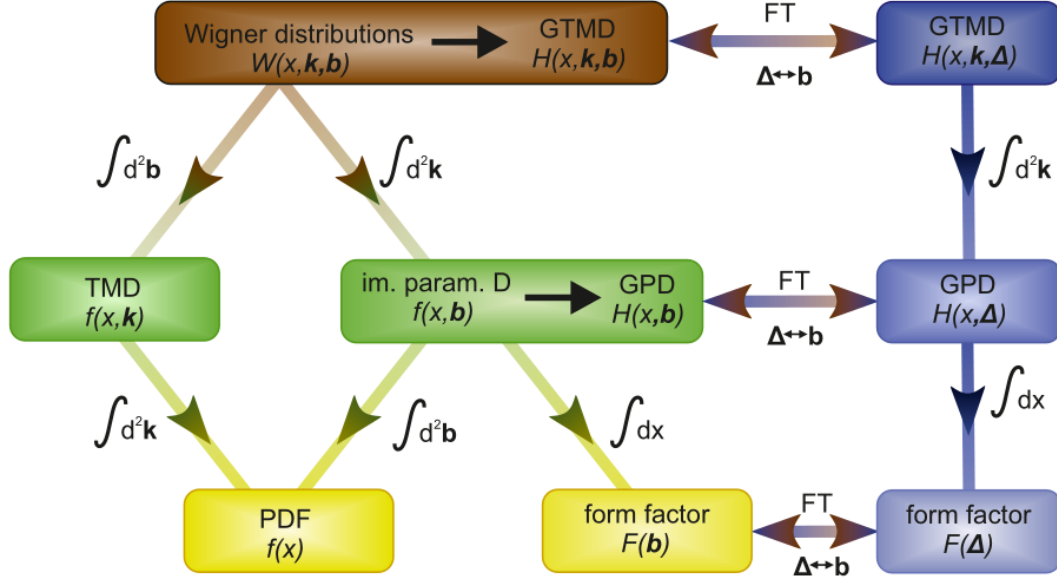 Wigner distributions
W(x,k,b)
GTMD
H(x,k,b)
FT
Δ↔b
GTMD
H(x,k,Δ)
∫d²b
∫d²k
∫d²k
TMD
f(x,k)
im. param. D
f(x,b)
GPD
H(x,b)
FT
Δ↔b
GPD
H(x,Δ)
∫d²k
∫d²b
∫dx
∫dx
PDF
f(x)
form factor
F(b)
FT
Δ↔b
form factor
F(Δ)